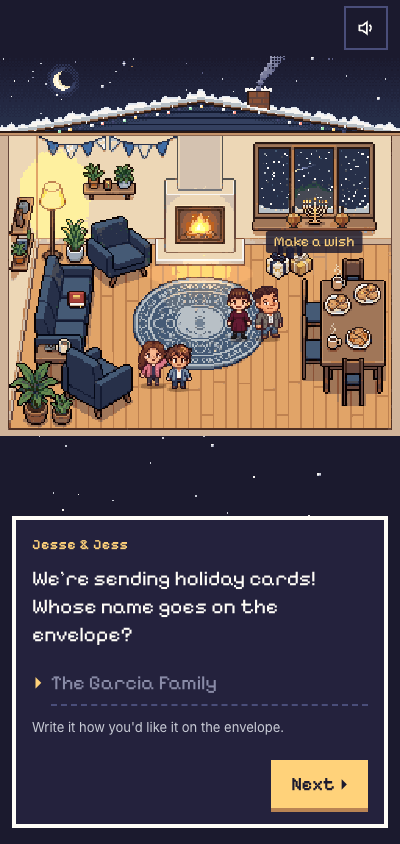 Make a wish
Jesse & Jess
We're sending holiday cards!
Whose name goes on the
envelope?
The Garcia Family
Write it how you'd like it on the envelope.
Next